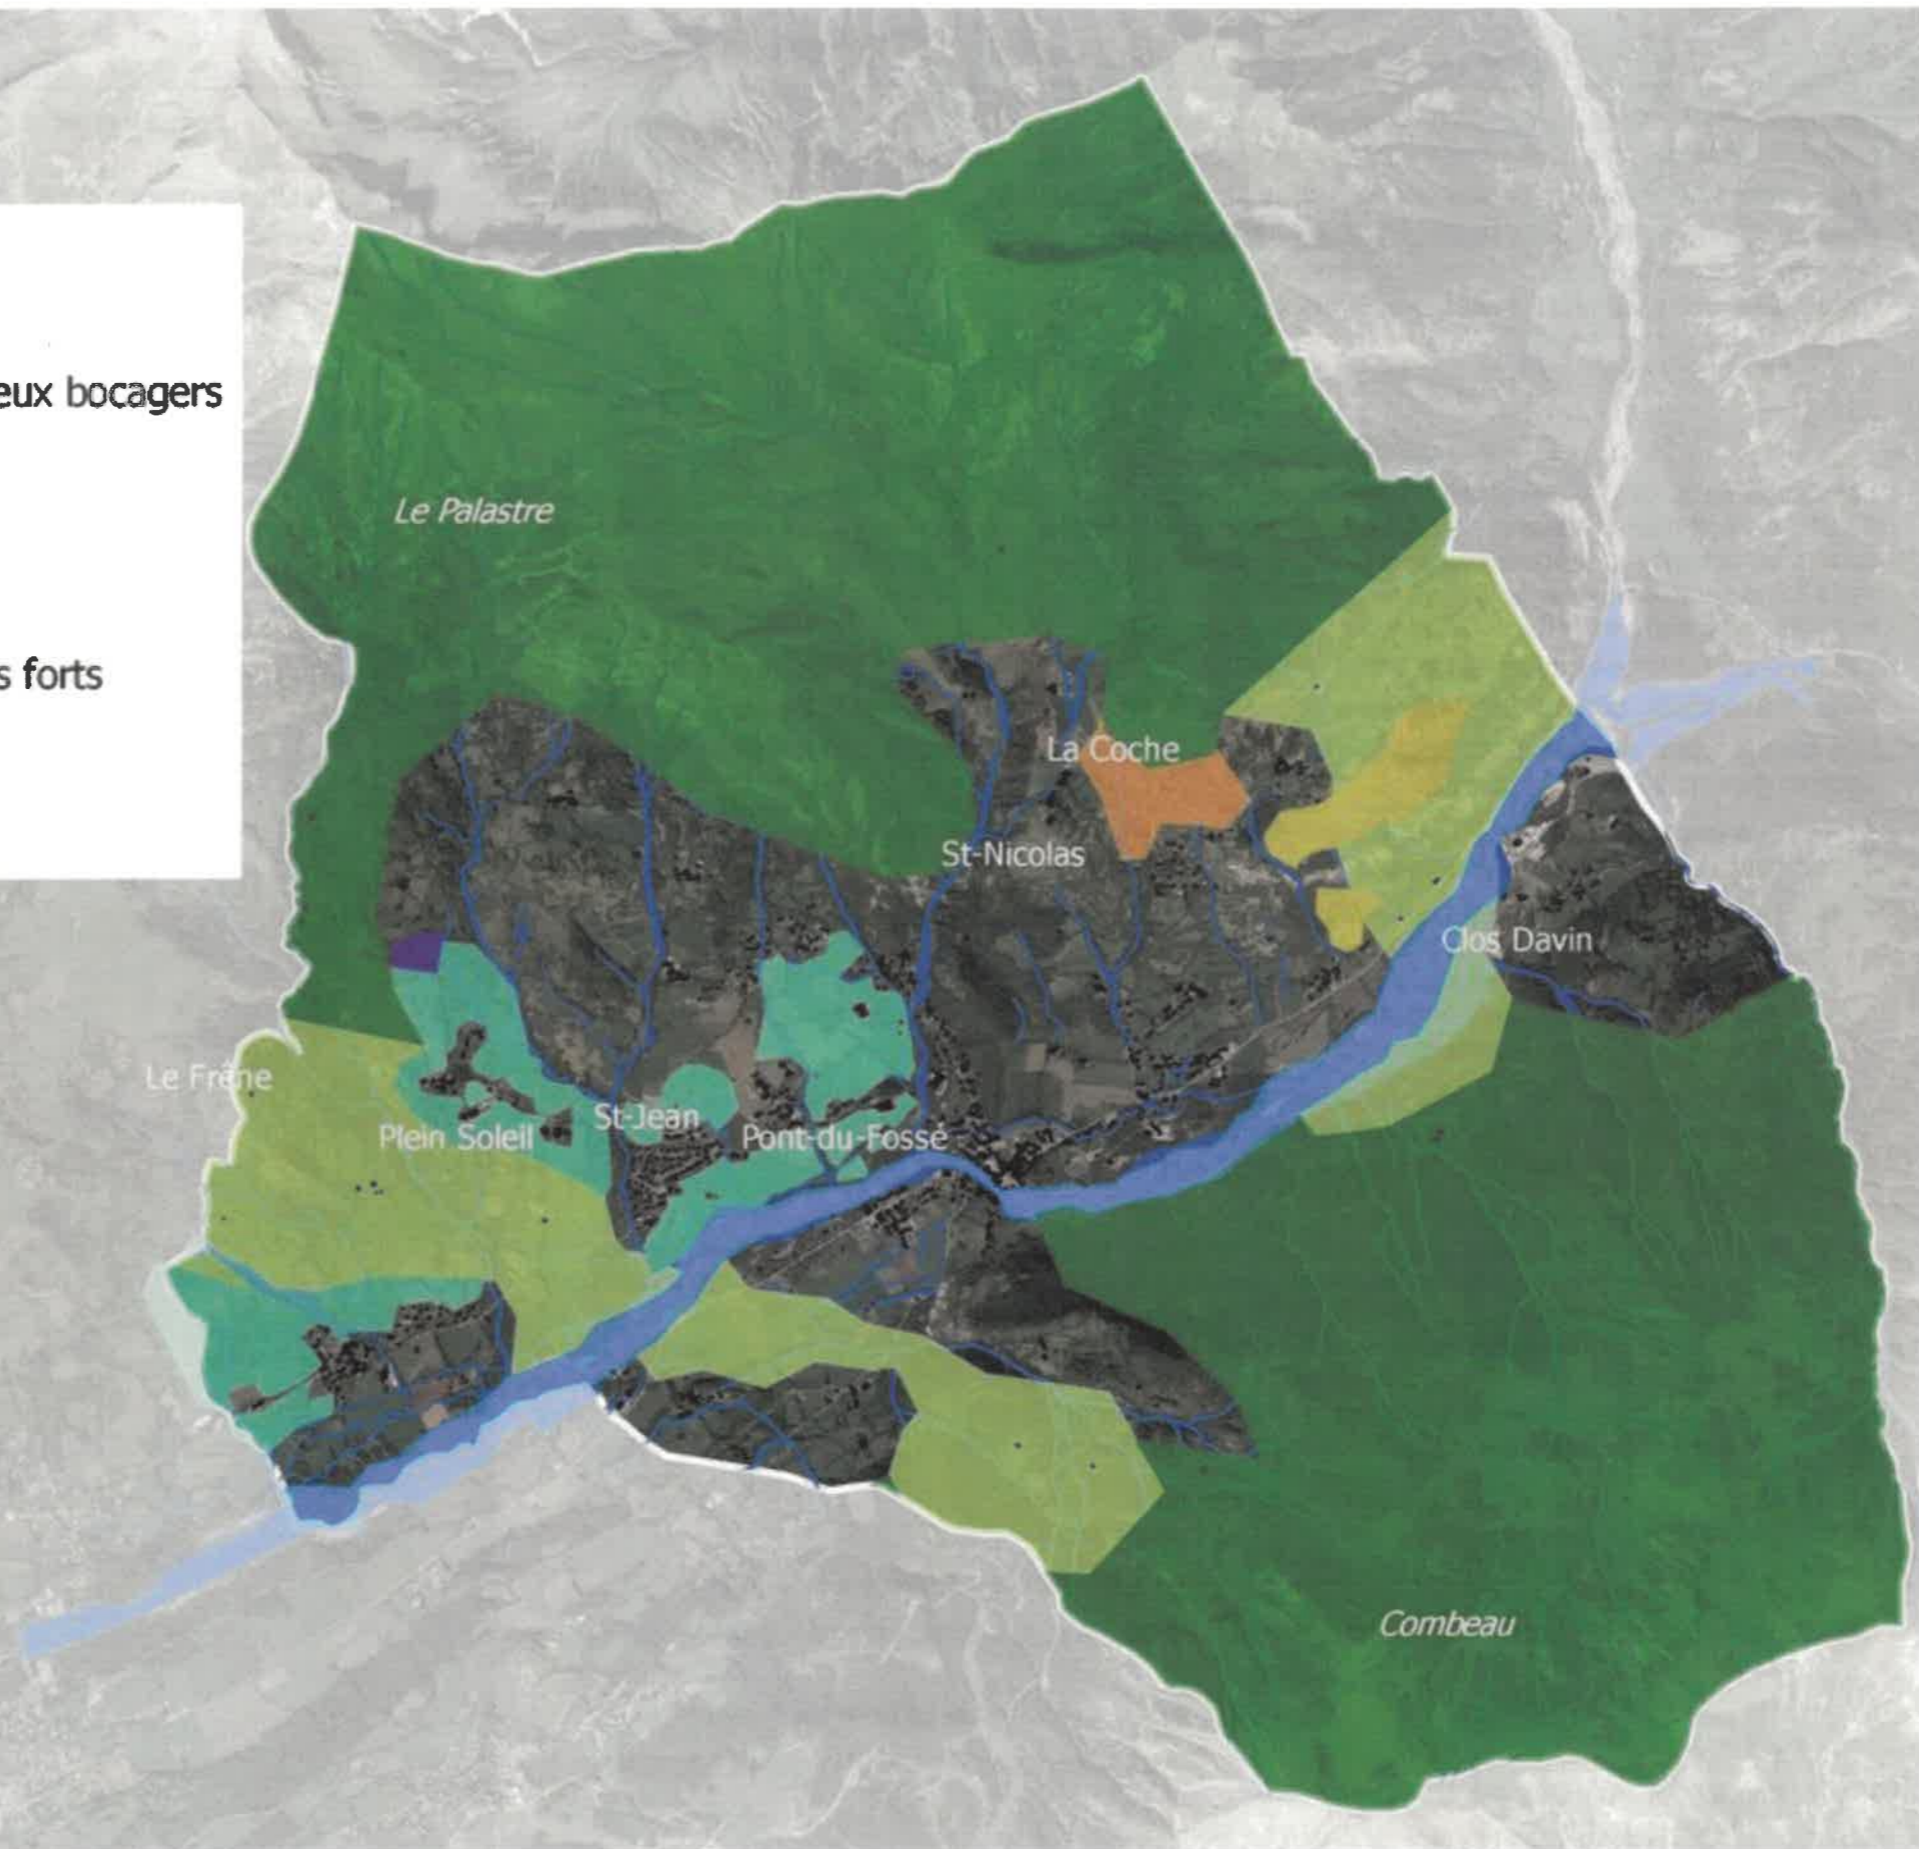 eux bocagers
Le Palastre
s forts
La Coche
St-Nicolas
Clos Davin
Le Frêne
St-Jean
Plein Soleil
Pont-du-Fossé
Combeau